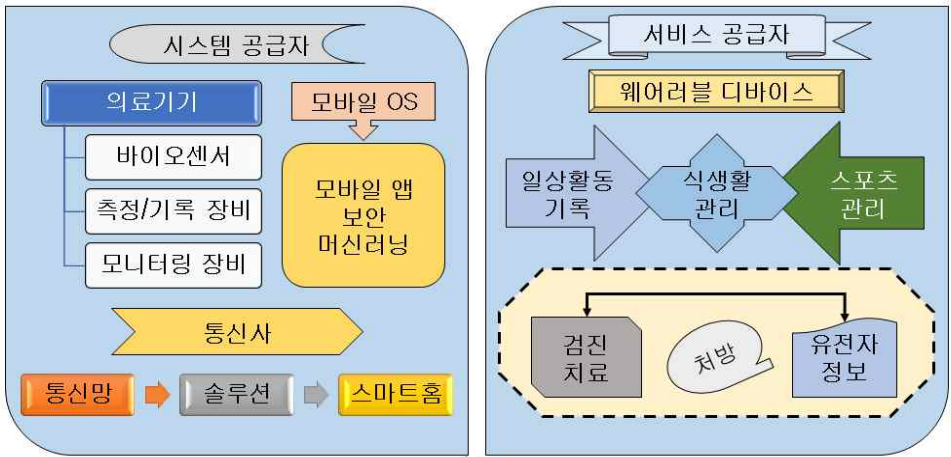 시스템 공급자
의료기기
바이오센서
측정/기록 장비
모니터링 장비
모바일 OS
모바일 앱
보안
머신러닝
통신사
통신망
솔루션
스마트홈
서비스 공급자
웨어러블 디바이스
일상활동
기록
식생활
관리
스포츠
관리
검진
치료
처방
유전자
정보